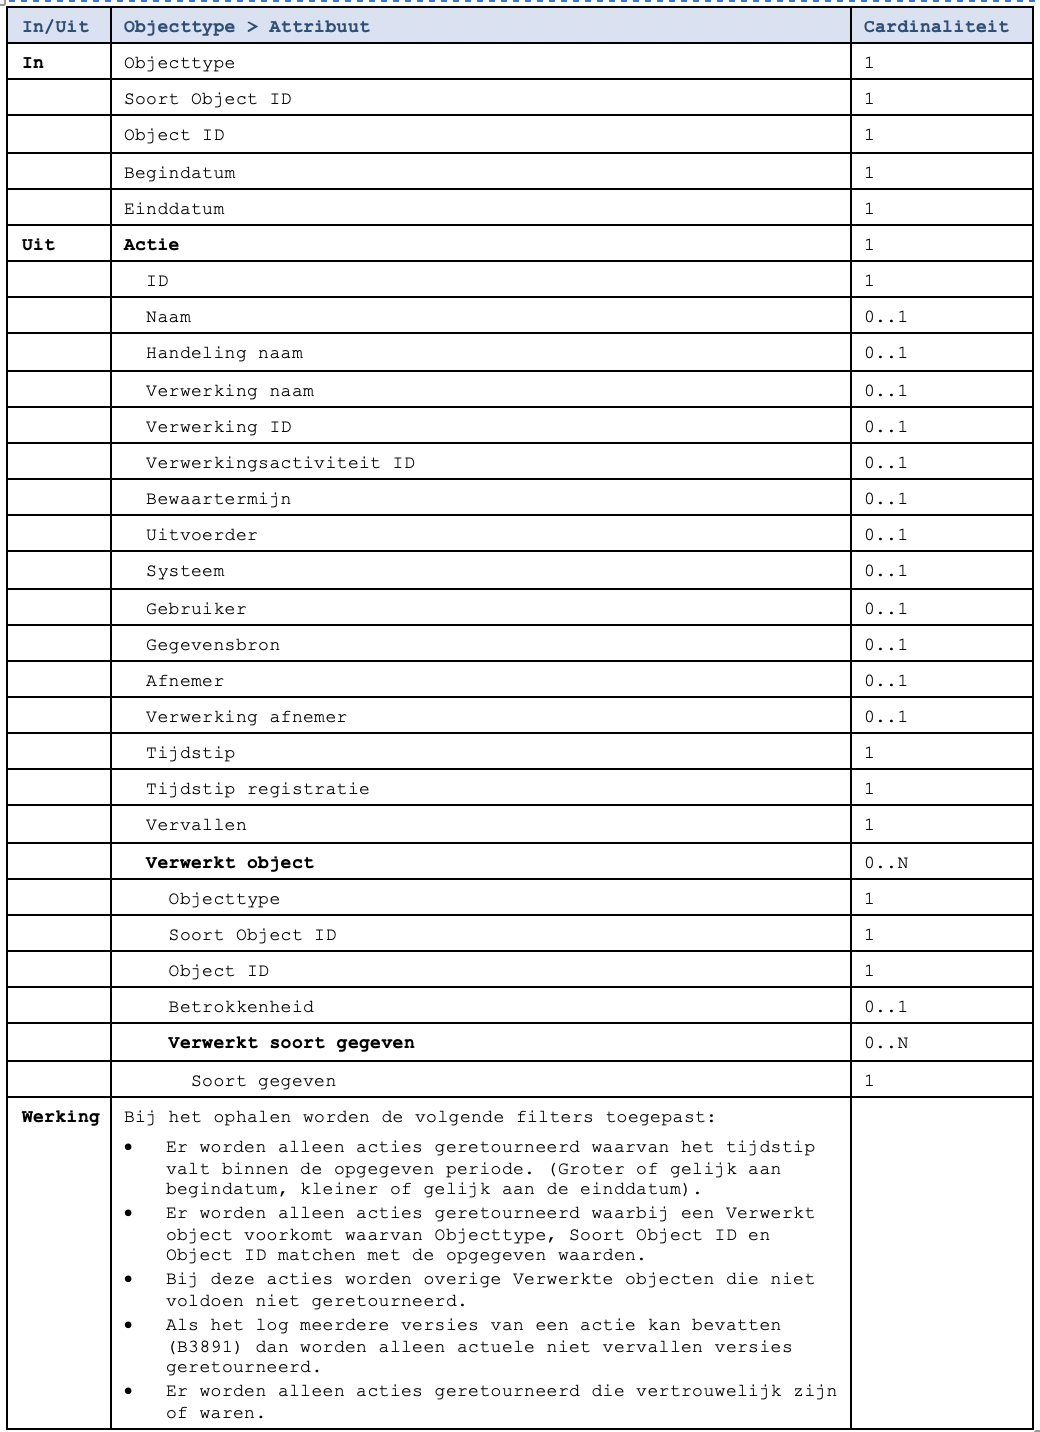 In/Uit Objecttype > Attribuut Cardinaliteit
In Objecttype 1
Soort Object ID 1
Object ID 1
Begindatum 1
Einddatum 1
Uit Actie 1
ID 1
Naam 0..1
Handeling naam 0..1
Verwerking naam 0..1
Verwerking ID 0..1
Verwerkingsactiviteit ID 0..1
Bewaartermijn 0..1
Uitvoerder 0..1
Systeem 0..1
Gebruiker 0..1
Gegevensbron 0..1
Afnemer 0..1
Verwerking afnemer 0..1
Tijdstip 1
Tijdstip registratie 1
Vervallen 1
Verwerkt object 0..N
Objecttype 1
Soort Object ID 1
Object ID 1
Betrokkenheid 0..1
Verwerkt soort gegeven 0..N
Soort gegeven 1
Werking Bij het ophalen worden de volgende filters toegepast:
• Er worden alleen acties geretourneerd waarvan het tijdstip
valt binnen de opgegeven periode. (Groter of gelijk aan
begindatum, kleiner of gelijk aan de einddatum).
• Er worden alleen acties geretourneerd waarbij een Verwerkt
object voorkomt waarvan Objecttype, Soort Object ID en
Object ID matchen met de opgegeven waarden.
• Bij deze acties worden overige Verwerkte objecten die niet
voldoen niet geretourneerd.
• Als het log meerdere versies van een actie kan bevatten
(B3891) dan worden alleen actuele niet vervallen versies
geretourneerd.
• Er worden alleen acties geretourneerd die vertrouwelijk zijn
of waren.